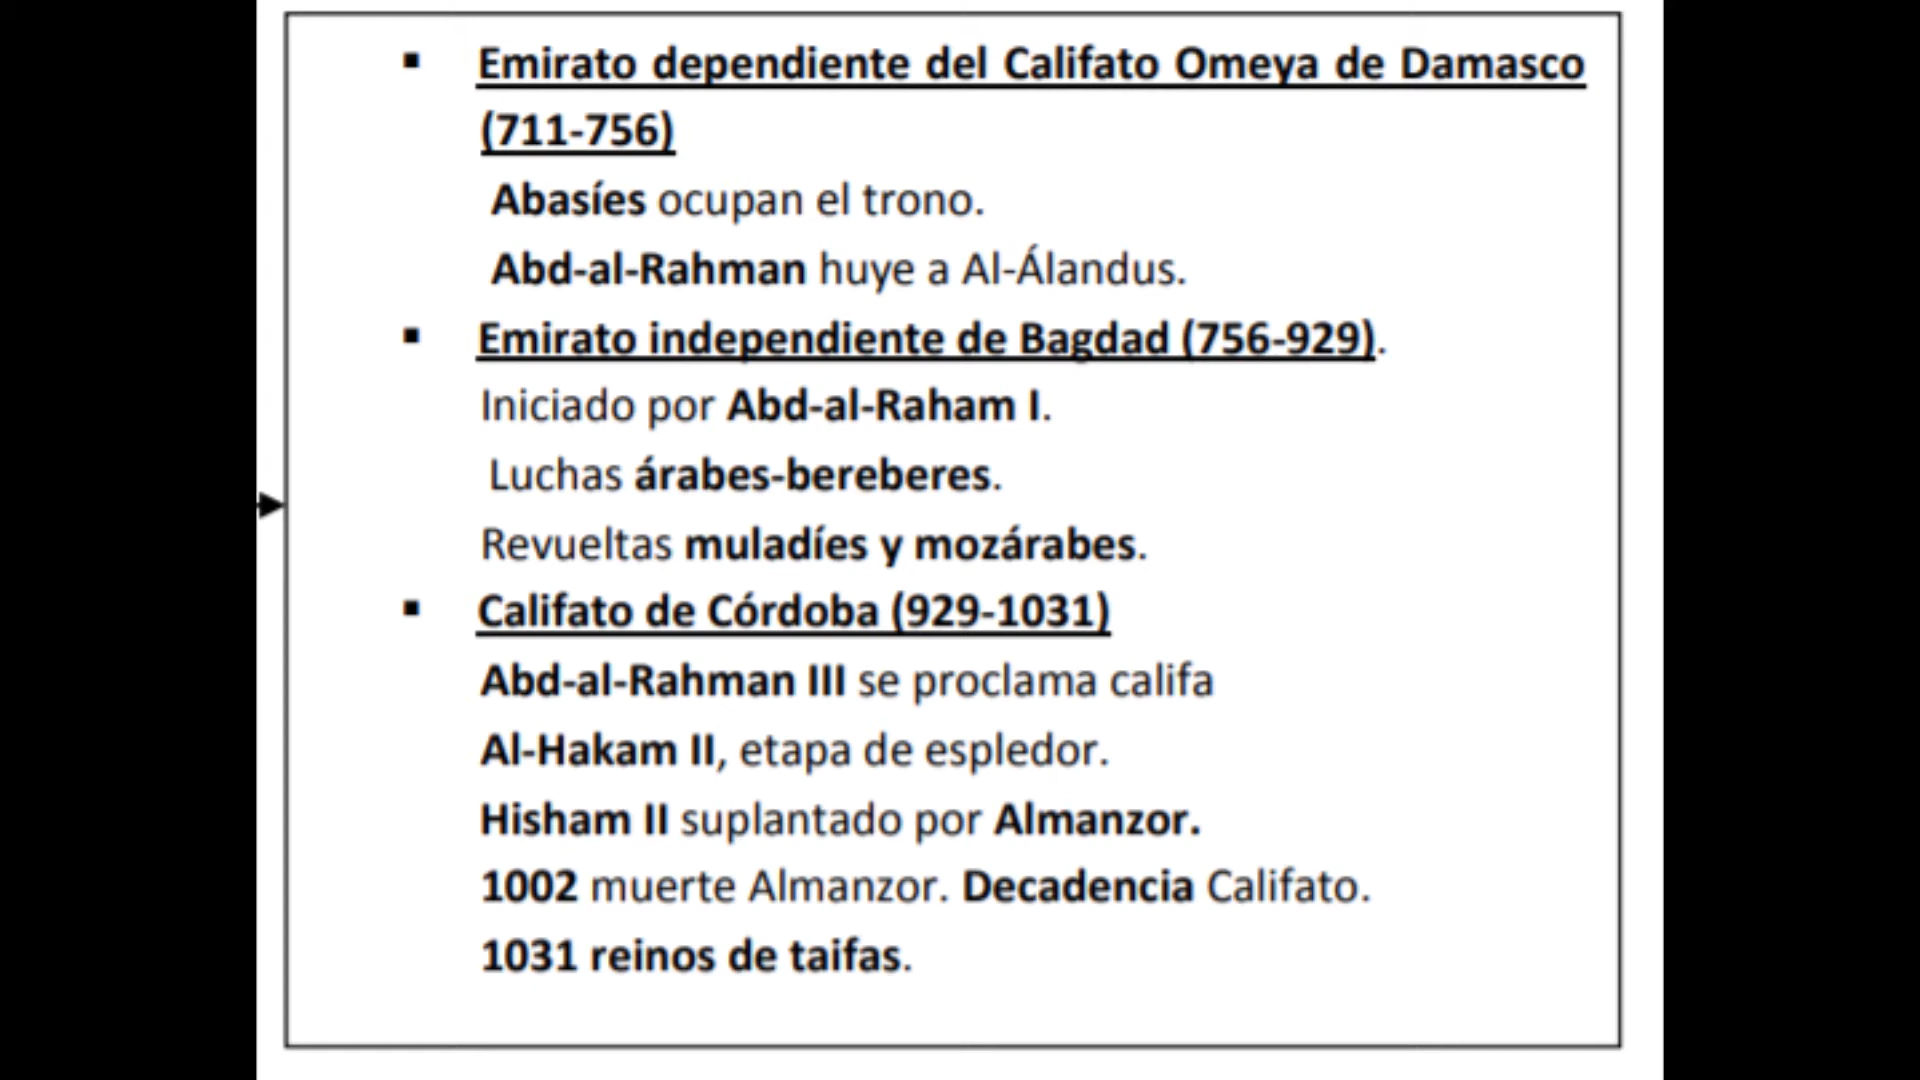 ▪ Emirato dependiente del Califato Omeya de Damasco
(711-756)
Abasíes ocupan el trono.
Abd-al-Rahman huye a Al-Álandus.
▪ Emirato independiente de Bagdad (756-929).
Iniciado por Abd-al-Raham I.
Luchas árabes-bereberes.
Revueltas muladíes y mozárabes.
▪ Califato de Córdoba (929-1031)
Abd-al-Rahman III se proclama califa
Al-Hakam II, etapa de espledor.
Hisham II suplantado por Almanzor.
1002 muerte Almanzor. Decadencia Califato.
1031 reinos de taifas.